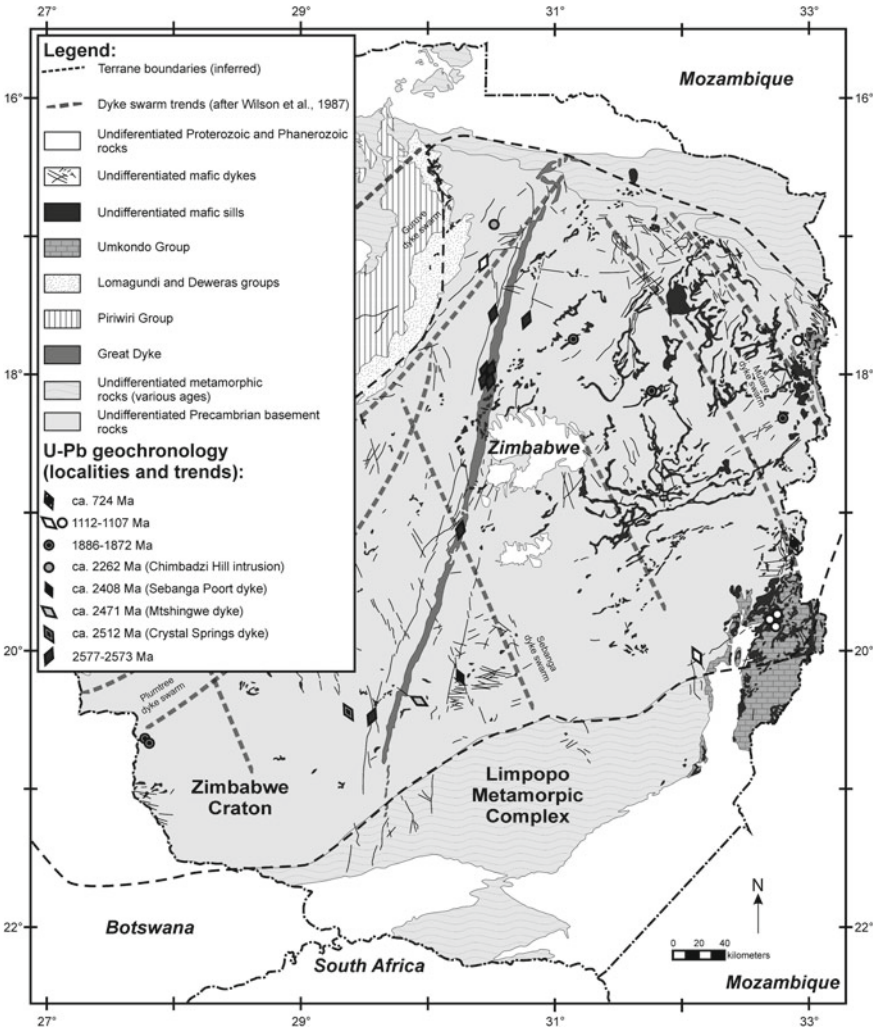 27° 29° 31° 33°
Legend:
Terrane boundaries (inferred)
Dyke swarm trends (after Wilson et al., 1987)
Undifferentiated Proterozoic and Phanerozoic
rocks
Undifferentiated mafic dykes
Undifferentiated mafic sills
Umkondo Group
Lomagundi and Deweras groups
Piriwiri Group
Great Dyke
Undifferentiated metamorphic
rocks (various ages)
Undifferentiated Precambrian basement
rocks
U-Pb geochronology
(localities and trends):
ca. 724 Ma
1112-1107 Ma
1886-1872 Ma
ca. 2262 Ma (Chimbadzi Hill intrusion)
ca. 2408 Ma (Sebanga Poort dyke)
ca. 2471 Ma (Mtshingwe dyke)
ca. 2512 Ma (Crystal Springs dyke)
2577-2573 Ma
Mozambique
16° 16°
Guruve
dyke swarm
18° 18°
Mutare
dyke swarm
Zimbabwe
20° 20°
Sebanga
dyke swarm
Plumtree
dyke swarm
Zimbabwe
Craton
Limpopo
Metamorpic
Complex
22° 22°
Botswana
South Africa
N
0 20 40
kilometers
Mozambique
27° 29° 31° 33°